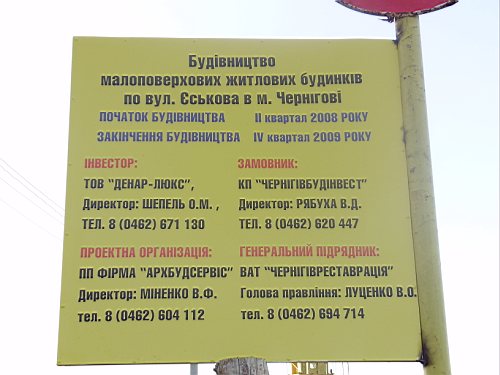 Будівництво
малоповерхових житлових будинків
по вул. Єськова в м. Чернігові
ПОЧАТОК БУДІВНИЦТВА II квартал 2008 РОКУ
ЗАКІНЧЕННЯ БУДІВНИЦТВА IV квартал 2009 РОКУ
ІНВЕСТОР:
ТОВ "ДЕНАР-ЛЮКС",
Директор: ШЕПЕЛЬ О.М. ,
ТЕЛ. 8 (0462) 671 130
ЗАМОВНИК:
КП "ЧЕРНІГІВБУДІНВЕСТ"
Директор: РЯБУХА В.Д.
ТЕЛ. 8 (0462) 620 447
ПРОЕКТНА ОРГАНІЗАЦІЯ:
ПП ФІРМА "АРХБУДСЕРВІС"
Директор: МІНЕНКО В.Ф.
тел. 8 (0462) 604 112
ГЕНЕРАЛЬНИЙ ПІДРЯДНИК:
ВАТ "ЧЕРНІГІВРЕСТАВРАЦІЯ"
Голова правління: ЛУЦЕНКО В.О.
тел. 8 (0462) 694 714